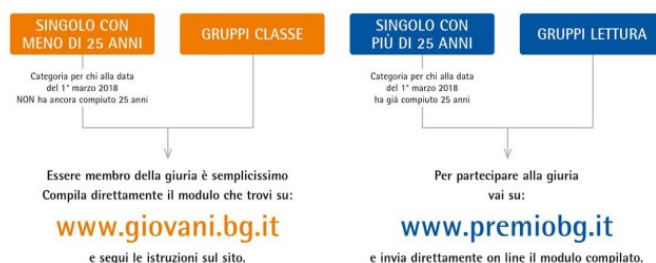 SINGOLO CON
MENO DI 25 ANNI
GRUPPI CLASSE
Categoria per chi alla data
del 1° marzo 2018
NON ha ancora compiuto 25 anni
Essere membro della giuria è semplicissimo
Compila direttamente il modulo che trovi su:
www.giovani.bg.it
e segui le istruzioni sul sito.
SINGOLO CON
PIÙ DI 25 ANNI
GRUPPI LETTURA
Categoria per chi alla data
del 1° marzo 2018
ha già compiuto 25 anni
Per partecipare alla giuria
vai su:
www.premiobg.it
e invia direttamente on line il modulo compilato.